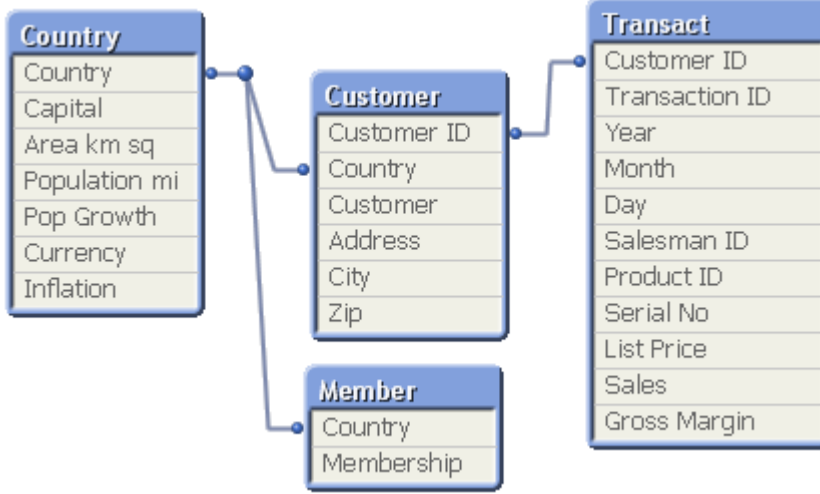 Country
Country
Capital
Area km sq
Population mi
Pop Growth
Currency
Inflation
Customer
Customer ID
Country
Customer
Address
City
Zip
Member
Country
Membership
Transact
Customer ID
Transaction ID
Year
Month
Day
Salesman ID
Product ID
Serial No
List Price
Sales
Gross Margin